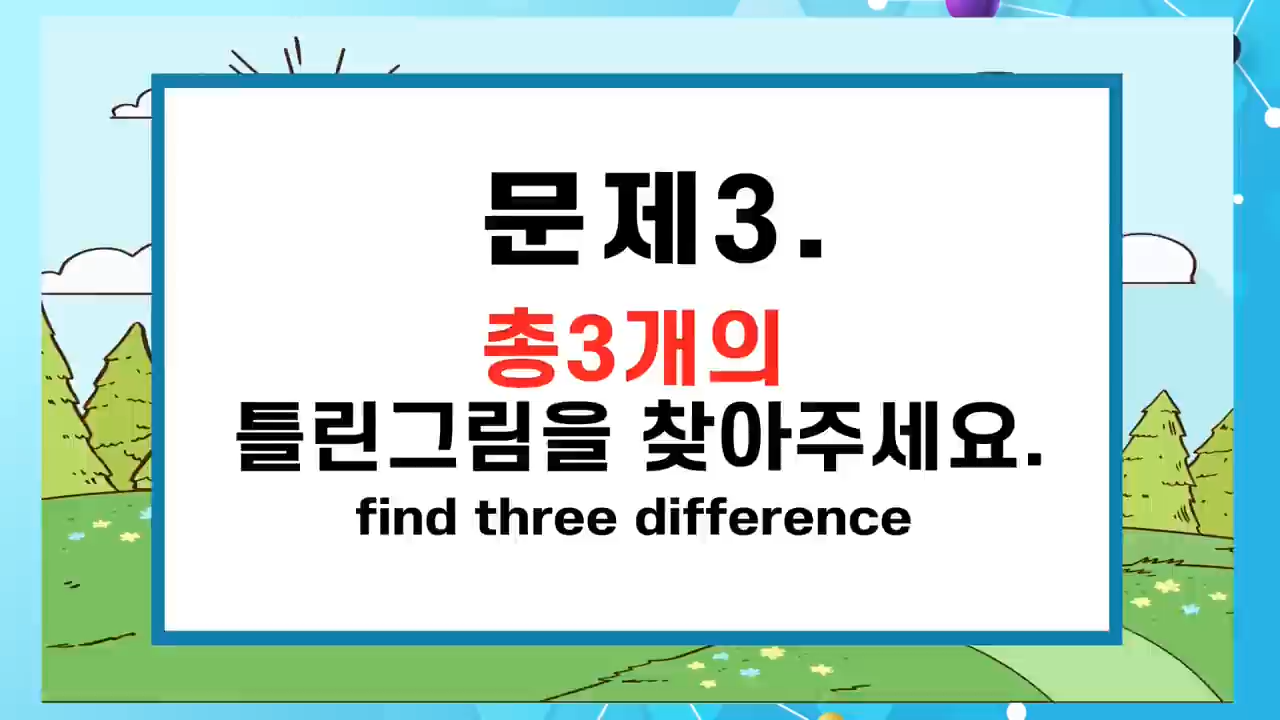 문제3.
총3개의
틀린그림을 찾아주세요.
find three difference